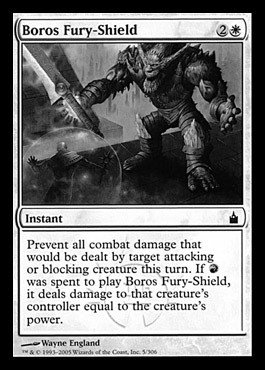 Boros Fury-Shield 2
Instant
Prevent all combat damage that
would be dealt by target attacking
or blocking creature this turn. If
was spent to play Boros Fury-Shield,
it deals damage to that creature's
controller equal to the creature's
power.
Wayne England
™ & © 1993-2005 Wizards of the Coast, Inc. 5/306